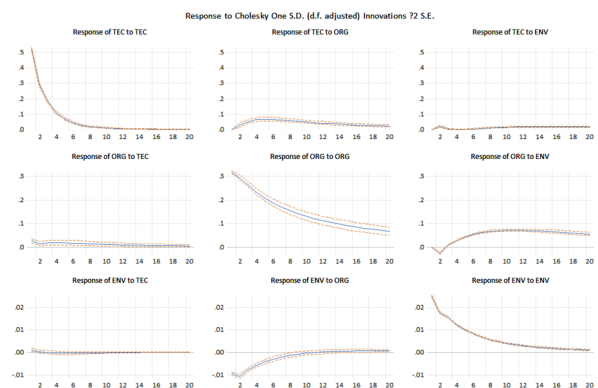 Response to Cholesky One S.D. (d.f. adjusted) Innovations ?2 S.E.
Response of TEC to TEC
Response of TEC to ORG
Response of TEC to ENV
.5
.4
.3
.2
.1
.0
2 4 6 8 10 12 14 16 18 20
.5
.4
.3
.2
.1
.0
2 4 6 8 10 12 14 16 18 20
.5
.4
.3
.2
.1
.0
2 4 6 8 10 12 14 16 18 20
Response of ORG to TEC
Response of ORG to ORG
Response of ORG to ENV
.3
.2
.1
.0
2 4 6 8 10 12 14 16 18 20
.3
.2
.1
.0
2 4 6 8 10 12 14 16 18 20
.3
.2
.1
.0
2 4 6 8 10 12 14 16 18 20
Response of ENV to TEC
Response of ENV to ORG
Response of ENV to ENV
.02
.01
.00
-.01
2 4 6 8 10 12 14 16 18 20
.02
.01
.00
-.01
2 4 6 8 10 12 14 16 18 20
.02
.01
.00
-.01
2 4 6 8 10 12 14 16 18 20